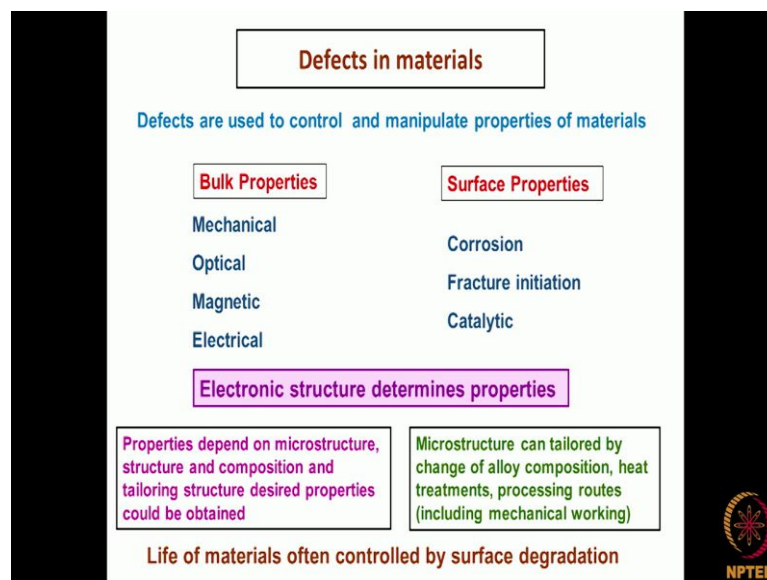 Defects in materials
Defects are used to control and manipulate properties of materials
Bulk Properties
Mechanical
Optical
Magnetic
Electrical
Surface Properties
Corrosion
Fracture initiation
Catalytic
Electronic structure determines properties
Properties depend on microstructure,
structure and composition and
tailoring structure desired properties
could be obtained
Microstructure can tailored by
change of alloy composition, heat
treatments, processing routes
(including mechanical working)
Life of materials often controlled by surface degradation
NPTEL